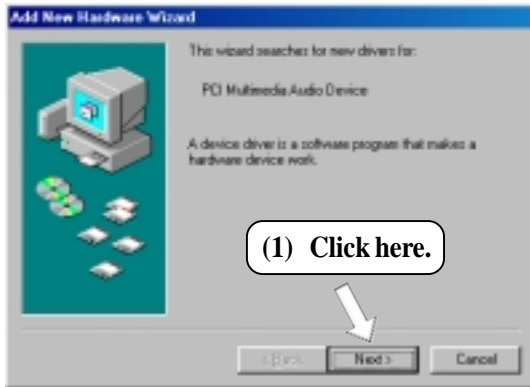 Add New Hardware Wizard
This wizard searches for new drivers for:
PCI Multimedia Audio Device
A device driver is a software program that makes a
hardware device work.
(1) Click here.
< Back Next > Cancel